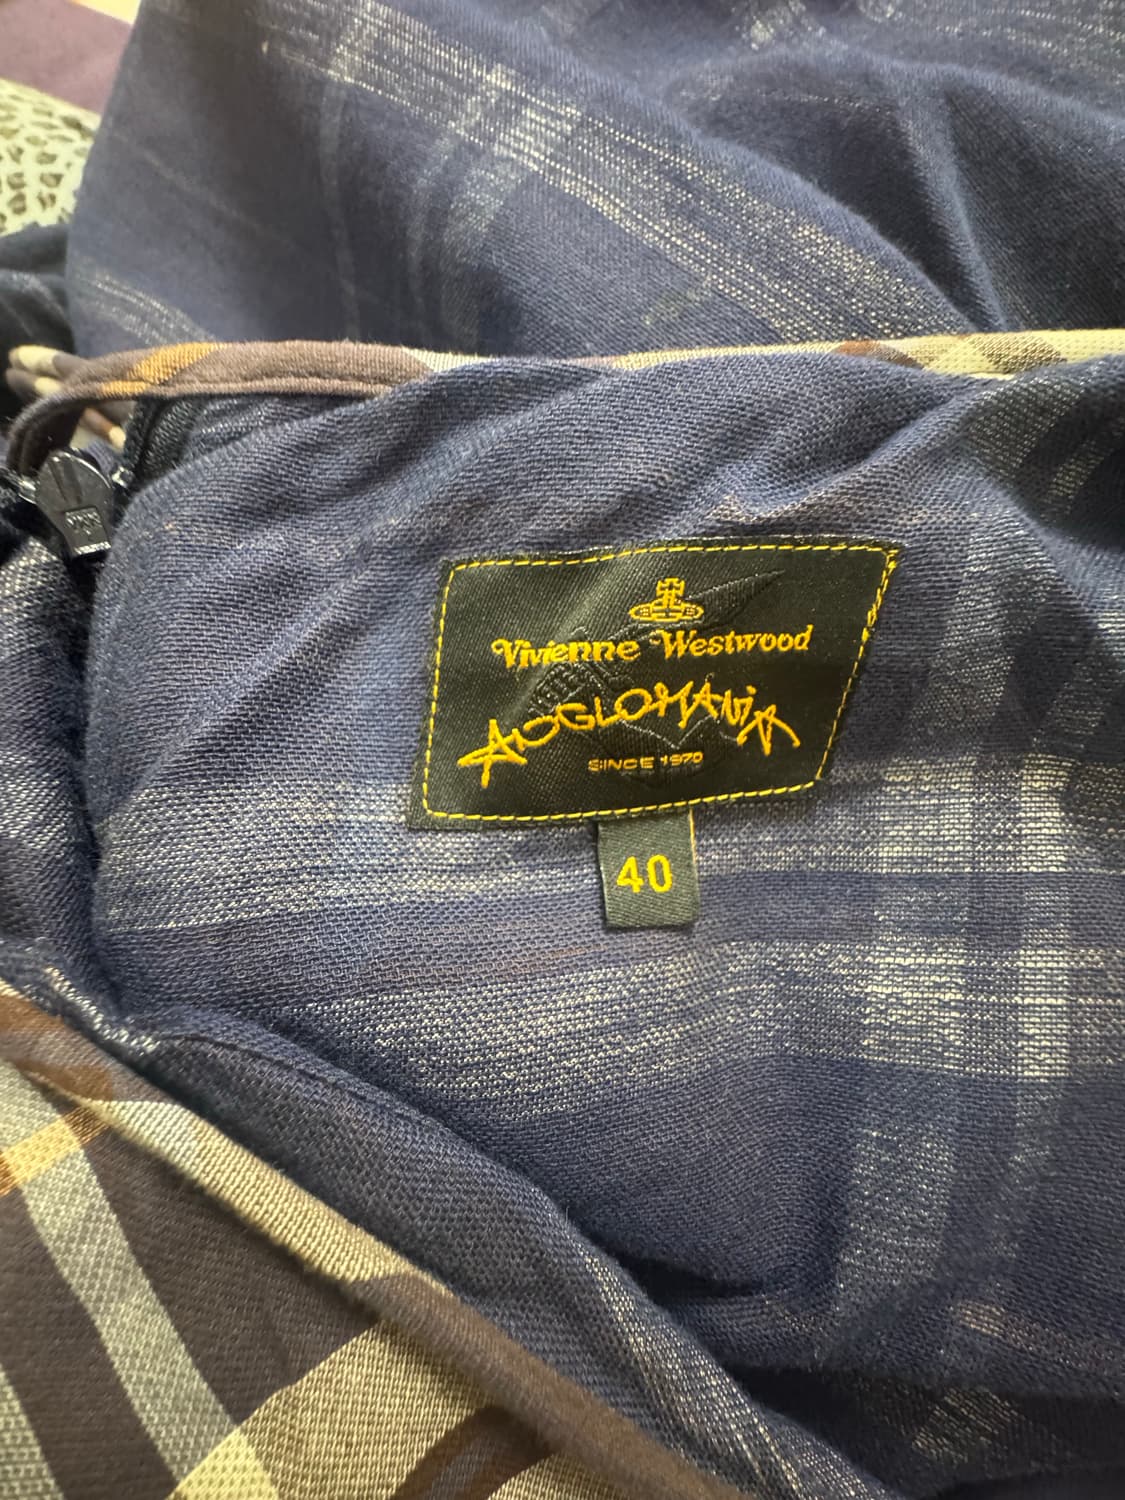 Vivienne Westwood
ANGLOMANIA
SINCE 1970
40